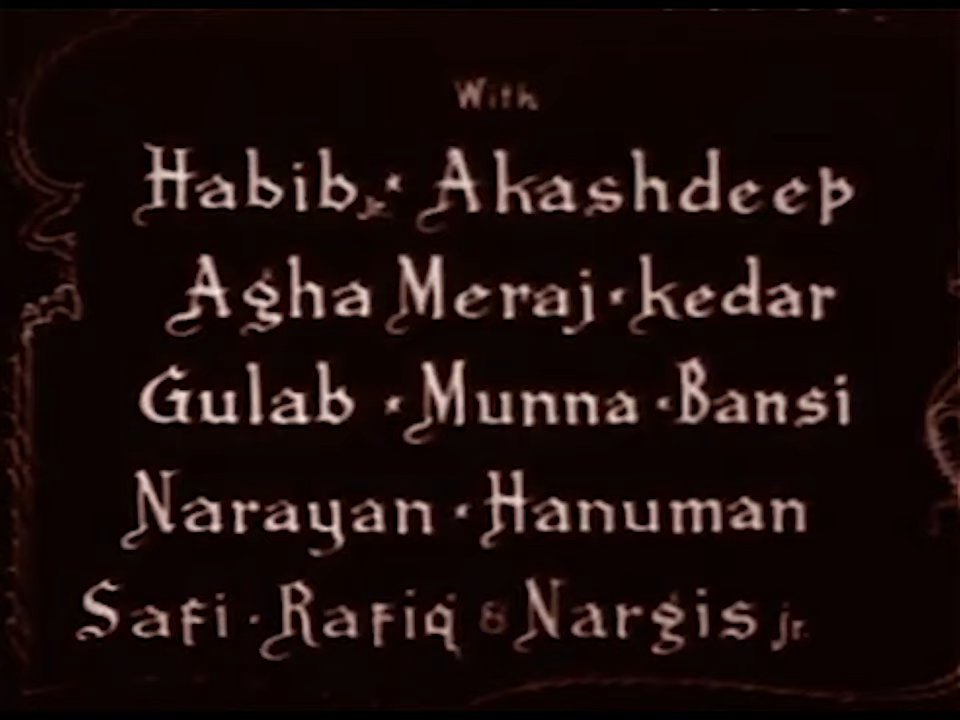 With
Habib Jr · Akashdeep
Agha Meraj · kedar
Gulab · Munna · Bansi
Narayan · Hanuman
Safi · Rafiq & Nargis jr.